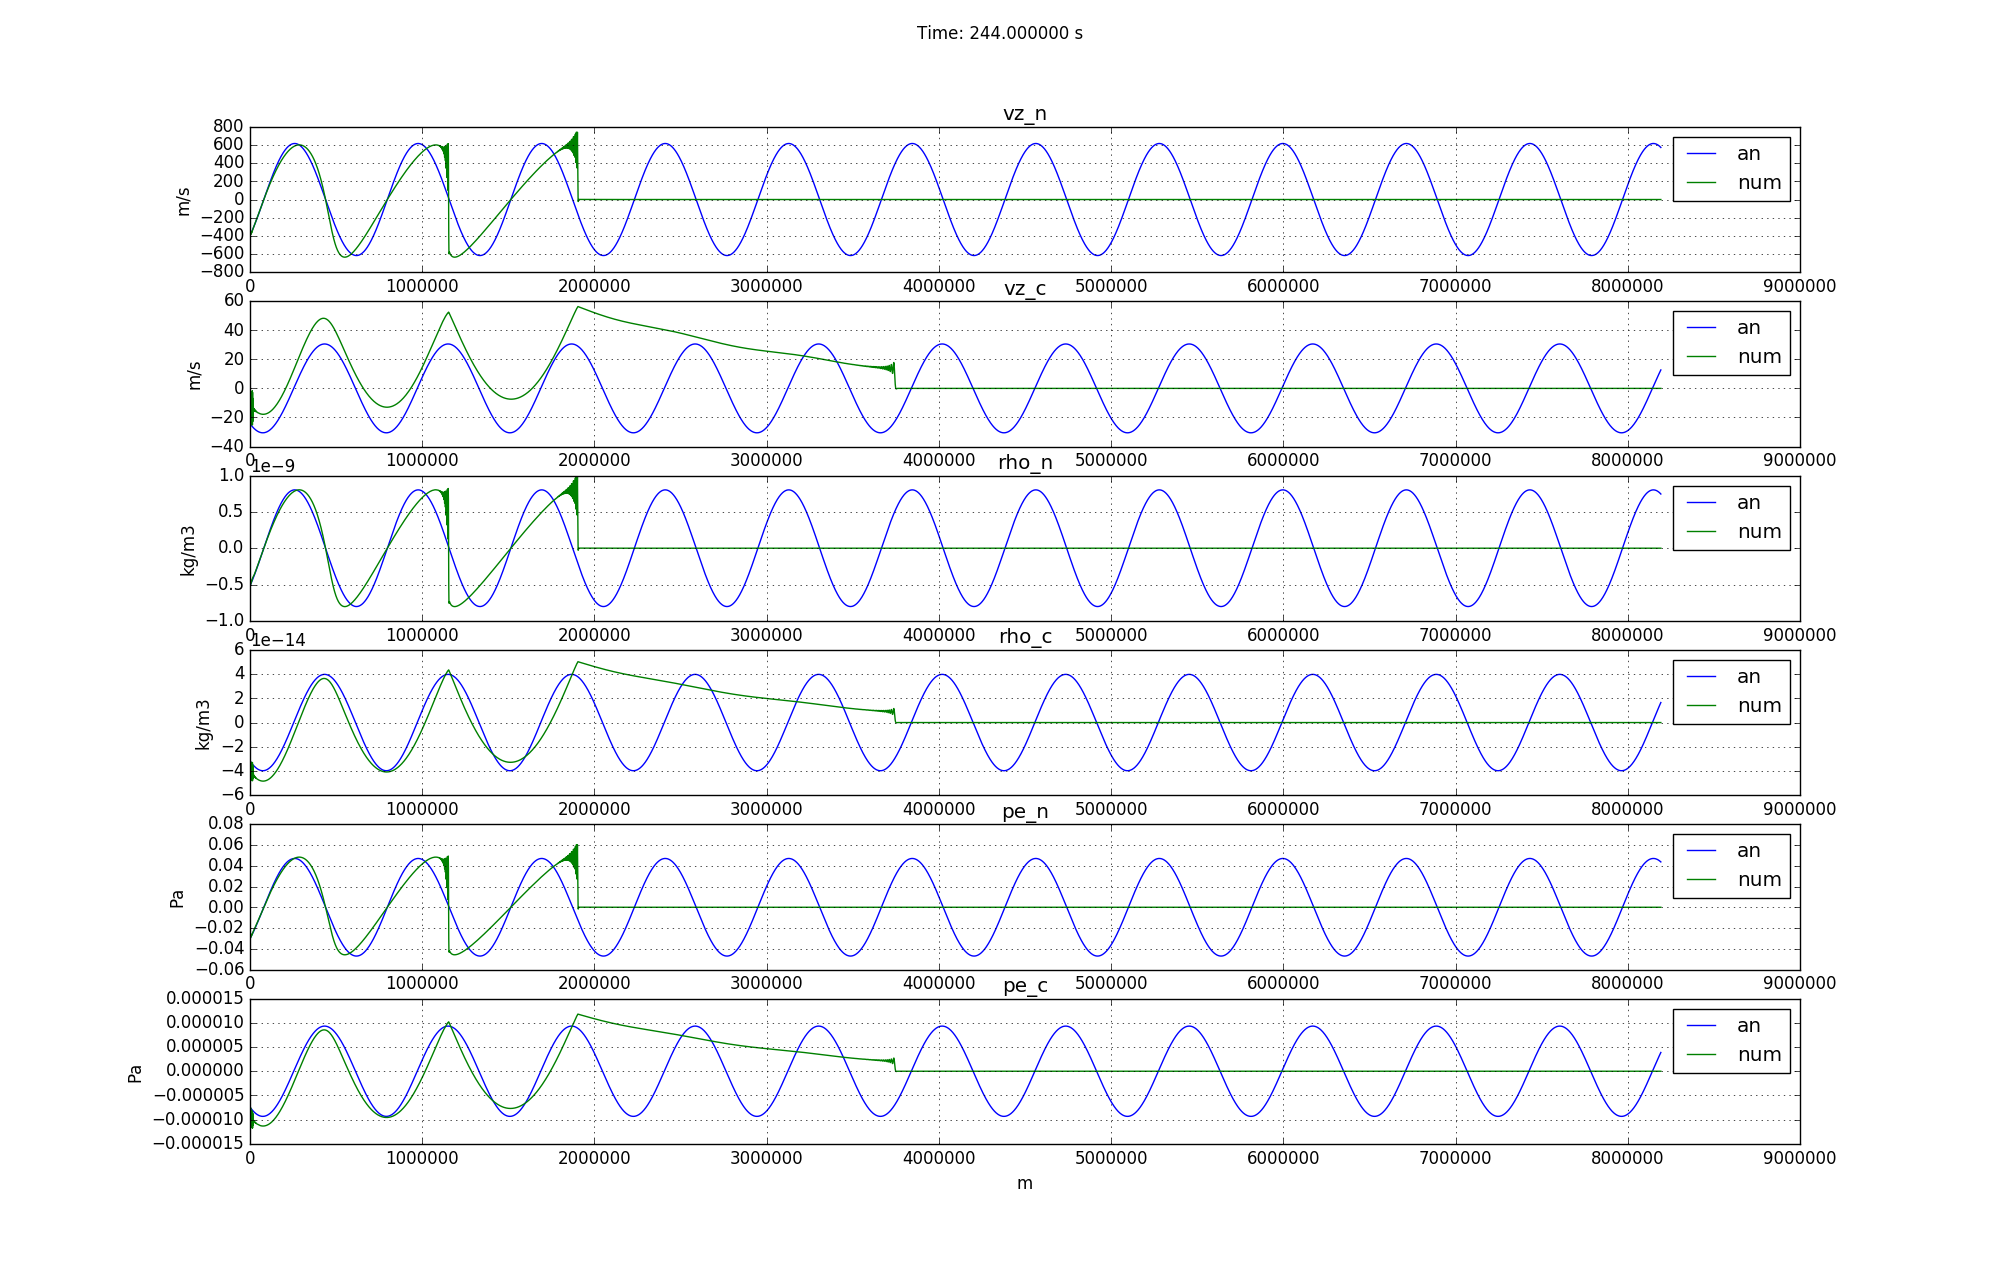 Time: 244.000000 s
vz_n
800
600
400
200
0
−200
−400
−600
−800
m/s
an
num
0 1000000 2000000 3000000 4000000 5000000 6000000 7000000 8000000 9000000
vz_c
60
40
20
0
−20
−40
m/s
an
num
0 1000000 2000000 3000000 4000000 5000000 6000000 7000000 8000000 9000000
1e−9
rho_n
1.0
0.5
0.0
−0.5
−1.0
kg/m3
an
num
0 1000000 2000000 3000000 4000000 5000000 6000000 7000000 8000000 9000000
1e−14
rho_c
6
4
2
0
−2
−4
−6
kg/m3
an
num
0 1000000 2000000 3000000 4000000 5000000 6000000 7000000 8000000 9000000
pe_n
0.08
0.06
0.04
0.02
0.00
−0.02
−0.04
−0.06
Pa
an
num
0 1000000 2000000 3000000 4000000 5000000 6000000 7000000 8000000 9000000
pe_c
0.000015
0.000010
0.000005
0.000000
−0.000005
−0.000010
−0.000015
Pa
an
num
0 1000000 2000000 3000000 4000000 5000000 6000000 7000000 8000000 9000000
m